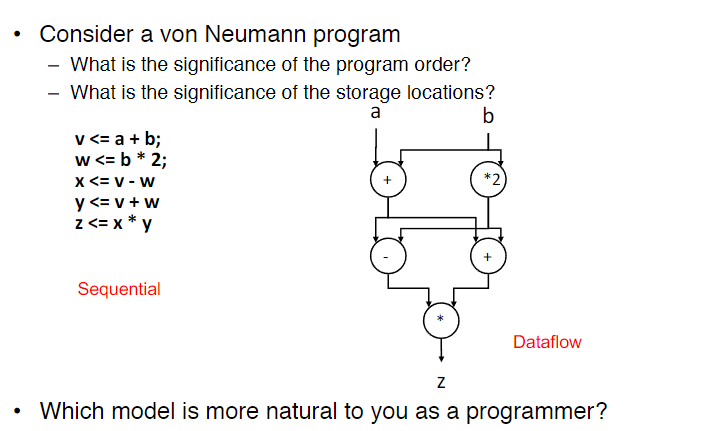 • Consider a von Neumann program
– What is the significance of the program order?
– What is the significance of the storage locations?
a b
v <= a + b;
w <= b * 2;
x <= v - w
y <= v + w
z <= x * y
+ *2
- +
*
Sequential
Dataflow
z
• Which model is more natural to you as a programmer?